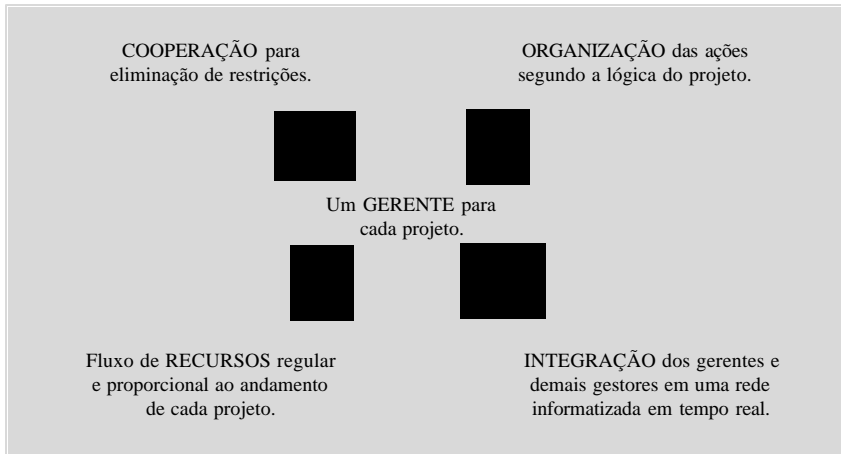 COOPERAÇÃO para
eliminação de restrições.
ORGANIZAÇÃO das ações
segundo a lógica do projeto.
Um GERENTE para
cada projeto.
Fluxo de RECURSOS regular
e proporcional ao andamento
de cada projeto.
INTEGRAÇÃO dos gerentes e
demais gestores em uma rede
informatizada em tempo real.